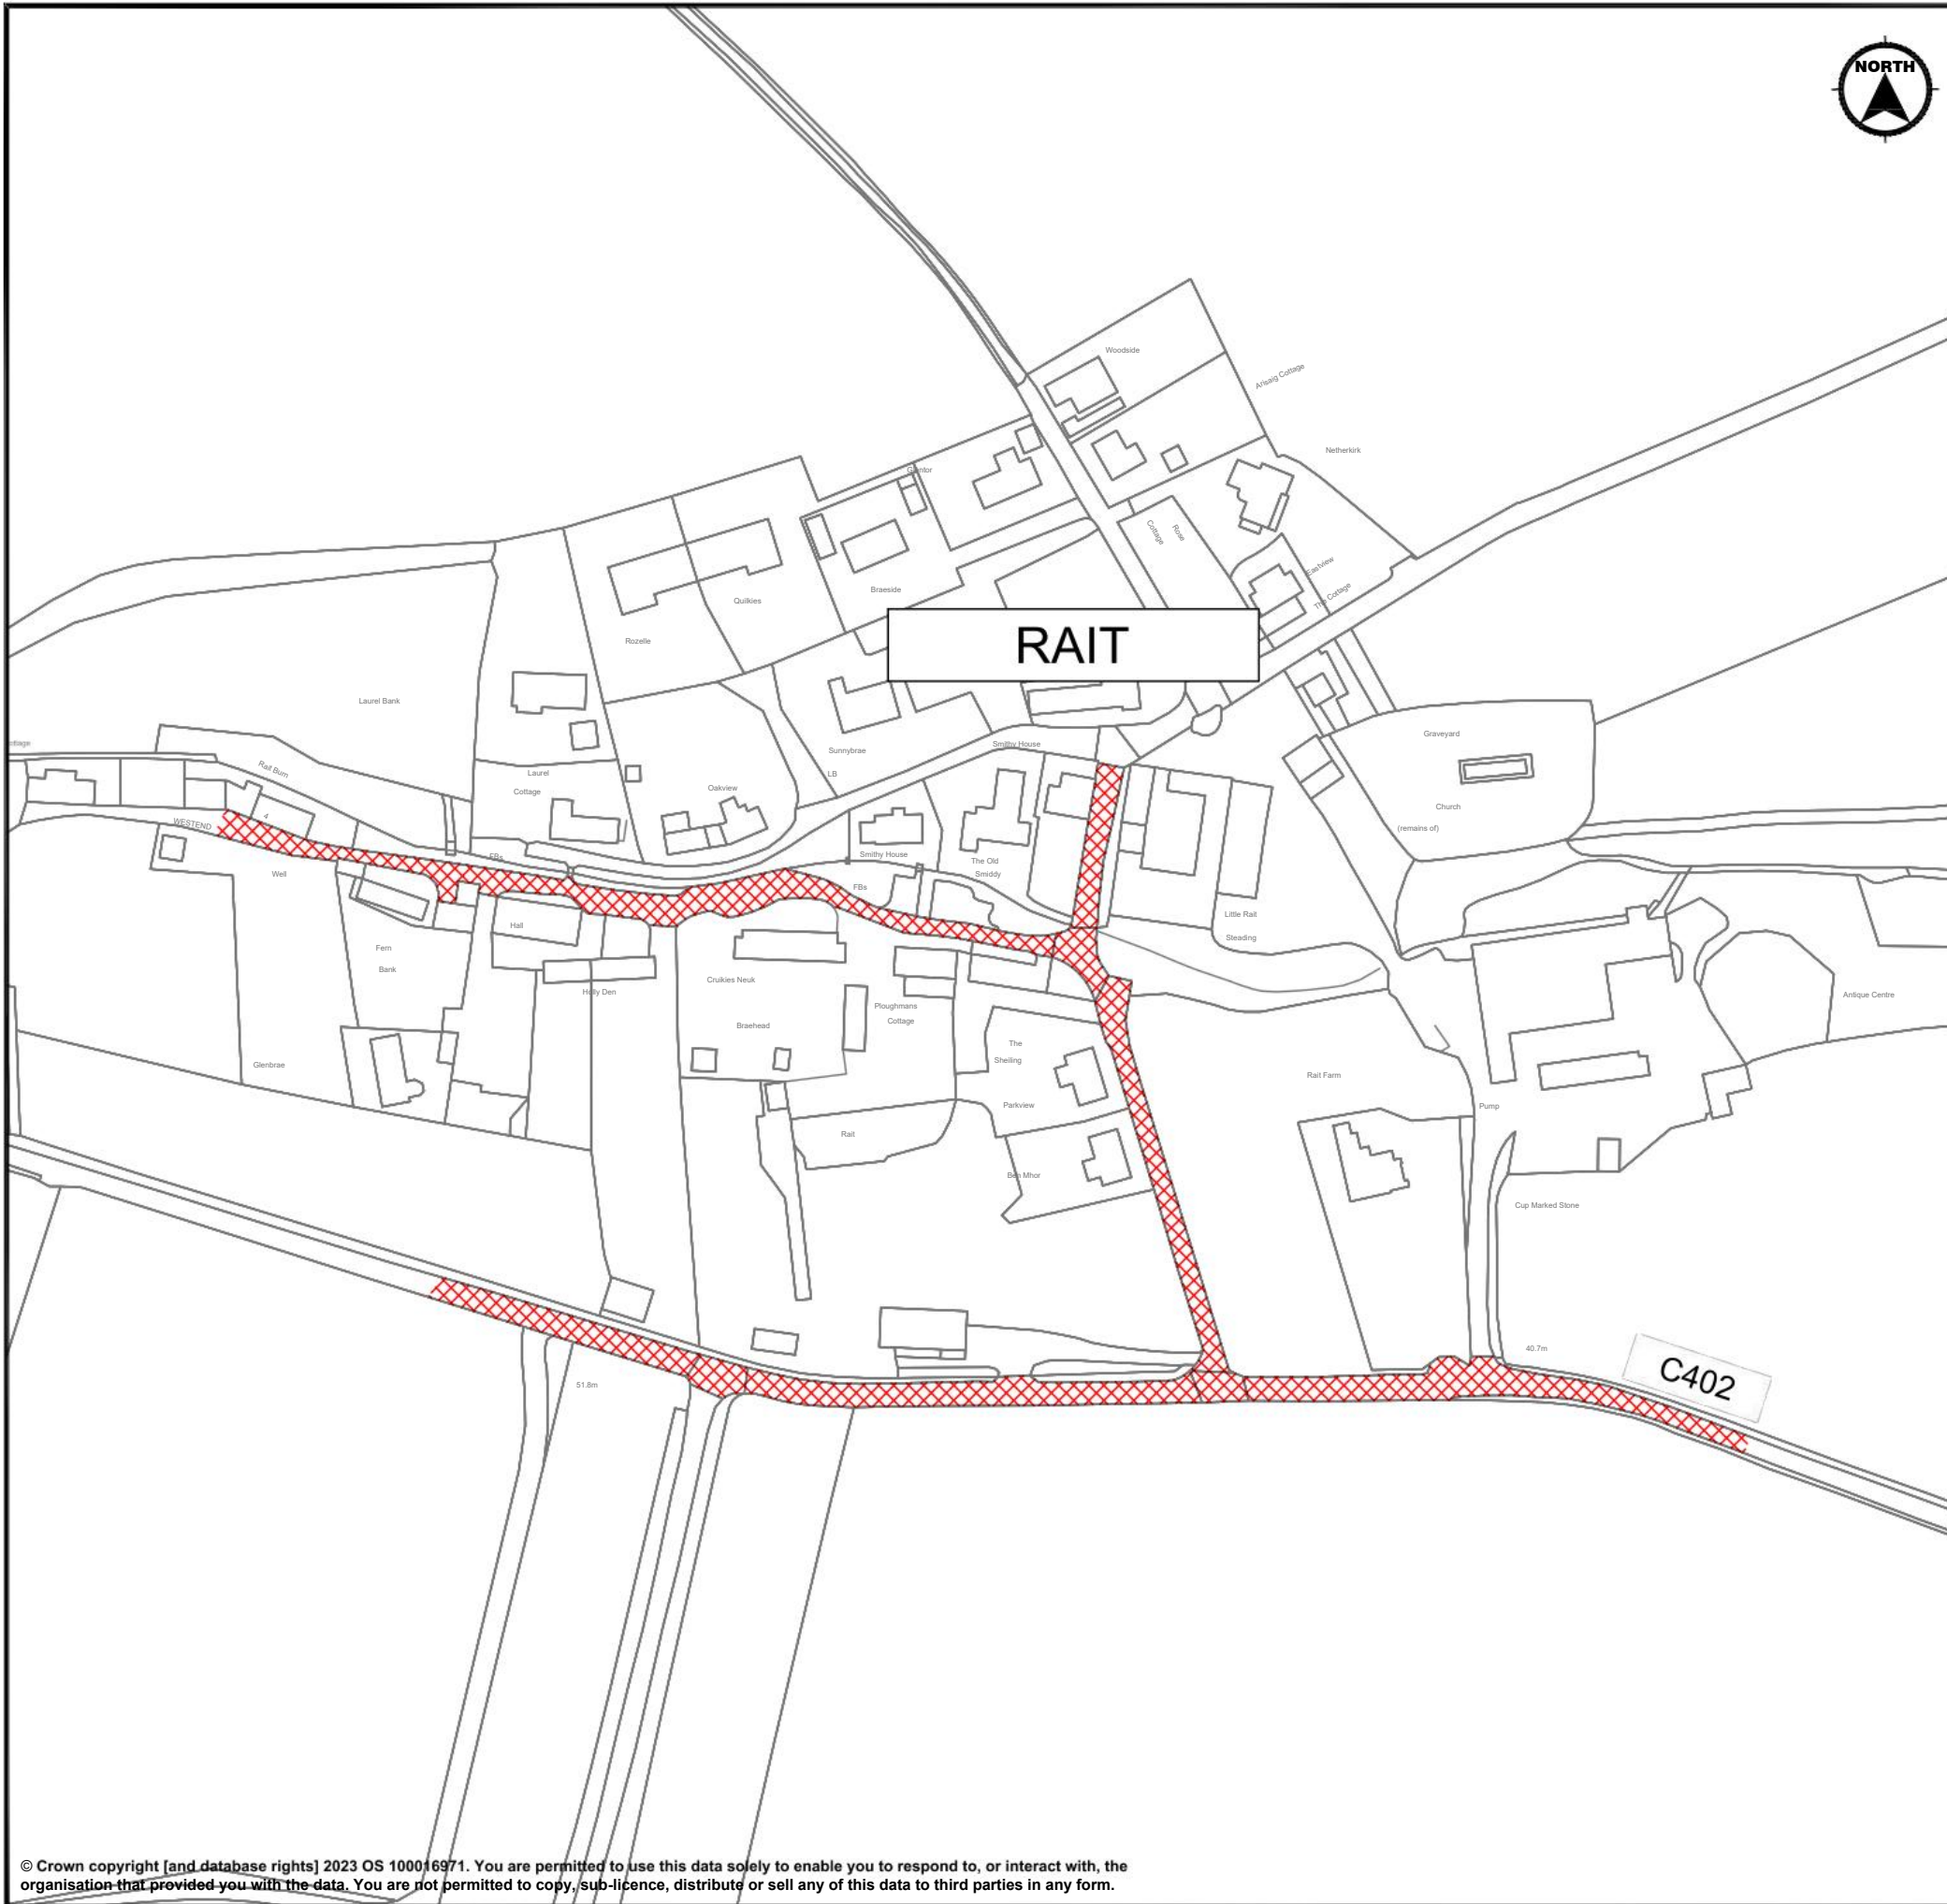 NORTH
Woodside
Arisaig Cottage
Netherkirk
Rose
Cottage
Eastview
The Cottage
Braeside
Quilkies
Rozelle
RAIT
Laurel Bank
Graveyard
Smithy House
Sunnybrae
LB
Rait Burn
Laurel
Cottage
Oakview
Church
(remains of)
WESTEND
4
FBs
Well
Smithy House
The Old
Smiddy
FBs
Little Rait
Steading
Hall
Fern
Bank
Holly Den
Cruikies Neuk
Braehead
Ploughmans
Cottage
Antique Centre
The
Sheiling
Glenbrae
Rait Farm
Parkview
Pump
Rait
Ben Mhor
Cup Marked Stone
40.7m
C402
51.8m
© Crown copyright [and database rights] 2023 OS 100016971. You are permitted to use this data solely to enable you to respond to, or interact with, the
organisation that provided you with the data. You are not permitted to copy, sub-licence, distribute or sell any of this data to third parties in any form.